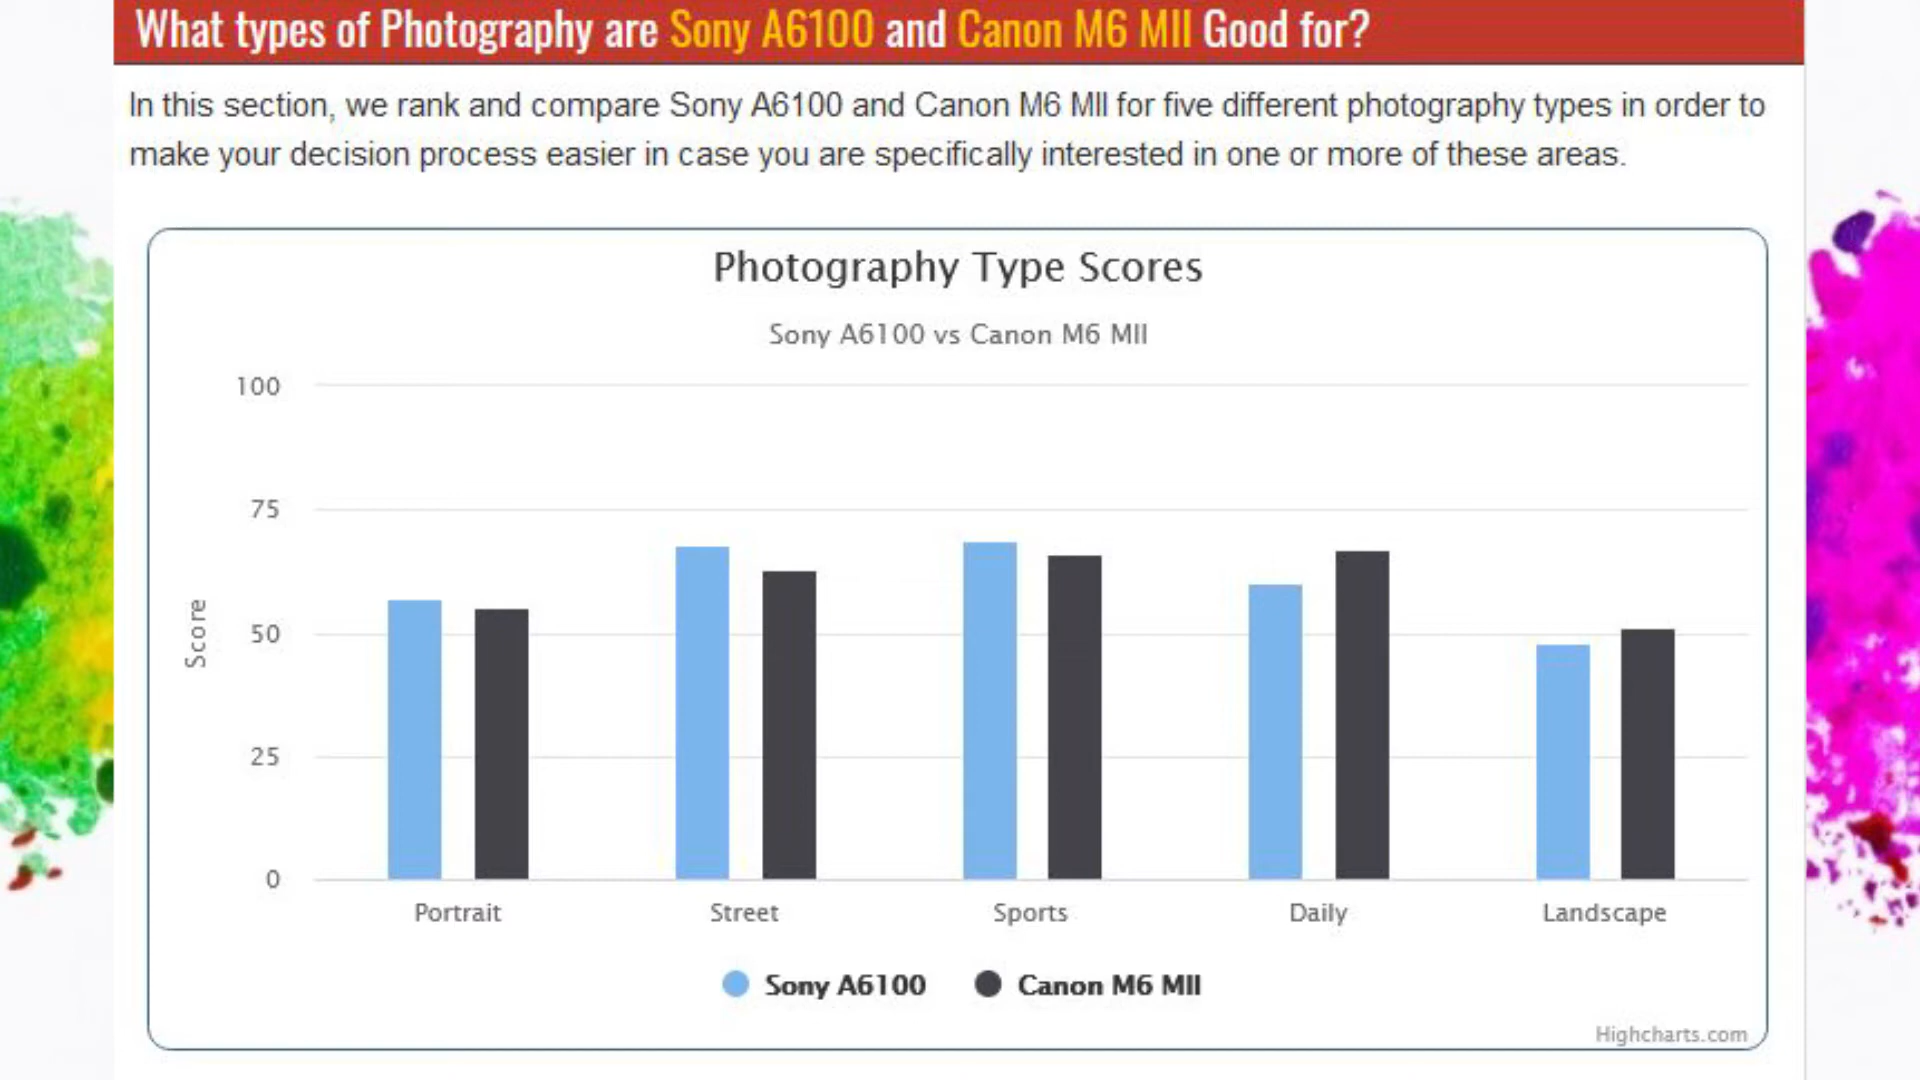 What types of Photography are Sony A6100 and Canon M6 MII Good for?
In this section, we rank and compare Sony A6100 and Canon M6 MII for five different photography types in order to
make your decision process easier in case you are specifically interested in one or more of these areas.
Photography Type Scores
Sony A6100 vs Canon M6 MII
100
75
50
25
0
Score
Portrait Street Sports Daily Landscape
Sony A6100 Canon M6 MII
Highcharts.com